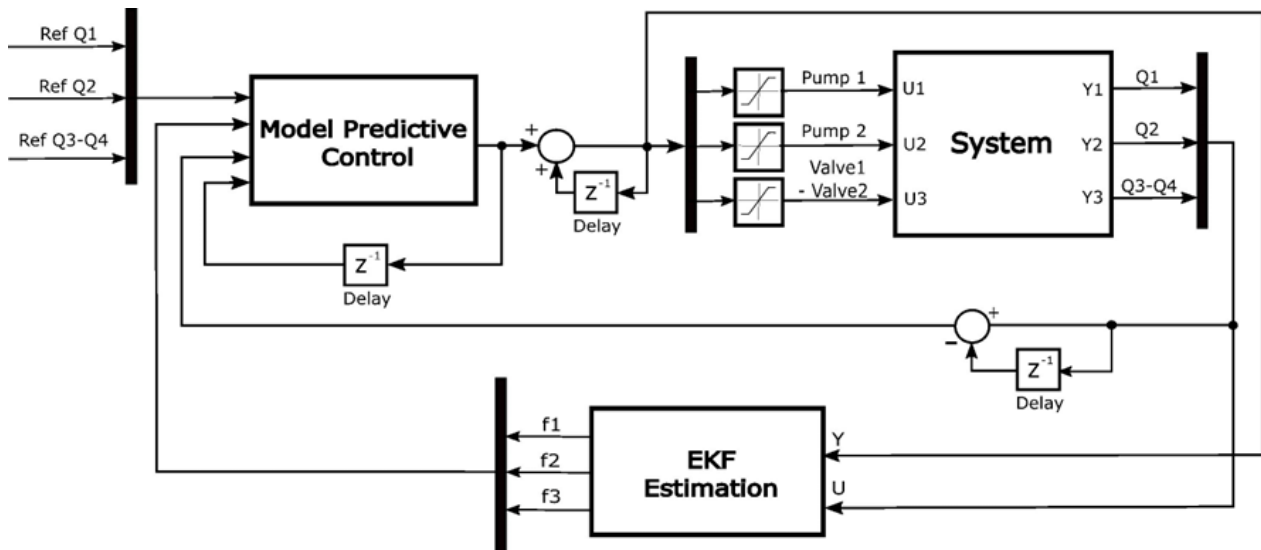 Ref Q1
Ref Q2
Ref Q3-Q4
Model Predictive
Control
+
+
Z-1
Delay
Z-1
Delay
Pump 1
Pump 2
Valve1
- Valve2
U1
U2
U3
System
Y1
Y2
Y3
Q1
Q2
Q3-Q4
+
-
Z-1
Delay
f1
f2
f3
EKF
Estimation
Y
U